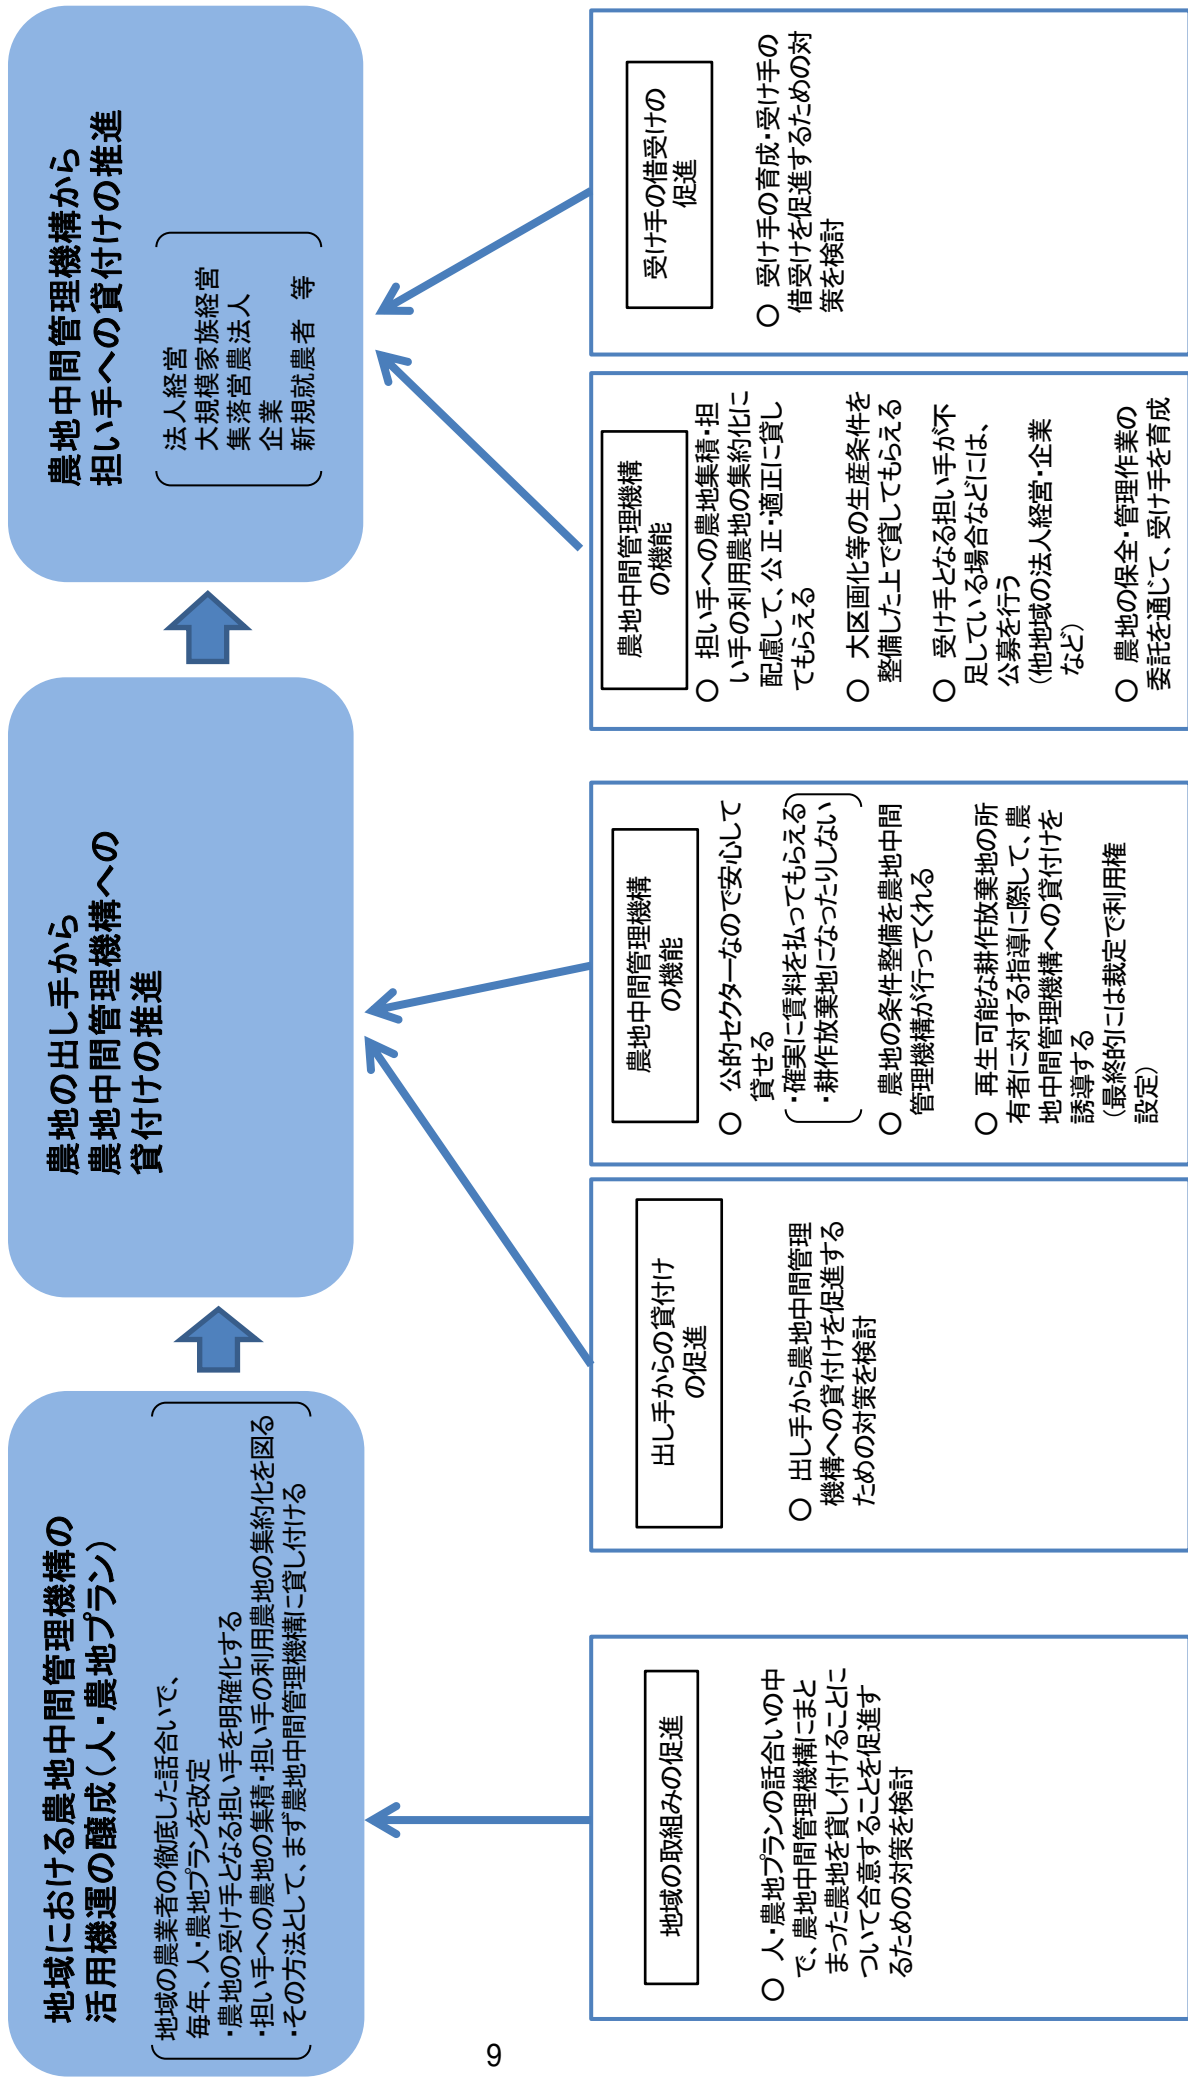 地域における農地中間管理機構の
活用機運の醸成（人・農地プラン）
地域の農業者の徹底した話合いで、
毎年、人・農地プランを改定
・農地の受け手となる担い手を明確化する
・担い手への農地の集積・担い手の利用農地の集約化を図る
・その方法として、まず農地中間管理機構に貸し付ける
農地の出し手から
農地中間管理機構への
貸付けの推進
農地中間管理機構から
担い手への貸付けの推進
法人経営
大規模家族経営
集落営農法人
企業
新規就農者　等
地域の取組みの促進
○　人・農地プランの話合いの中
で、農地中間管理機構にまと
まった農地を貸し付けることに
ついて合意することを促進す
るための対策を検討
出し手からの貸付け
の促進
○　出し手から農地中間管理
機構への貸付けを促進する
ための対策を検討
農地中間管理機構
の機能
○　公的セクターなので安心して
貸せる
・確実に賃料を払ってもらえる
・耕作放棄地になったりしない
○　農地の条件整備を農地中間
管理機構が行ってくれる
○　再生可能な耕作放棄地の所
有者に対する指導に際して、農
地中間管理機構への貸付けを
誘導する
（最終的には裁定で利用権
設定）
農地中間管理機構
の機能
○　担い手への農地集積・担
い手の利用農地の集約化に
配慮して、公正・適正に貸し
てもらえる
○　大区画化等の生産条件を
整備した上で貸してもらえる
○　受け手となる担い手が不
足している場合などには、
公募を行う
（他地域の法人経営・企業
など）
○　農地の保全・管理作業の
委託を通じて、受け手を育成
受け手の借受けの
促進
○　受け手の育成・受け手の
借受けを促進するための対
策を検討
9